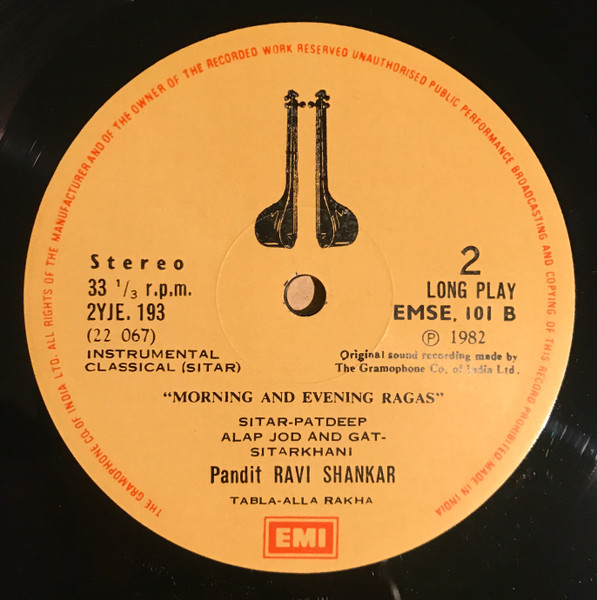 THE GRAMOPHONE CO. OF INDIA LTD. ALL RIGHTS OF THE MANUFACTURER AND OF THE OWNER OF THE RECORDED WORK RESERVED UNAUTHORISED PUBLIC PERFORMANCE BROADCASTING AND COPYING OF THIS RECORD PROHIBITED MADE IN INDIA
Stereo
33 1/3 r.p.m.
2YJE. 193
(22 067)
INSTRUMENTAL
CLASSICAL (SITAR)
2
LONG PLAY
EMSE. 101 B
Ⓟ 1982
Original sound recording made by
The Gramophone Co. of India Ltd.
"MORNING AND EVENING RAGAS"
SITAR-PATDEEP
ALAP JOD AND GAT-
SITARKHANI
Pandit RAVI SHANKAR
TABLA-ALLA RAKHA
EMI